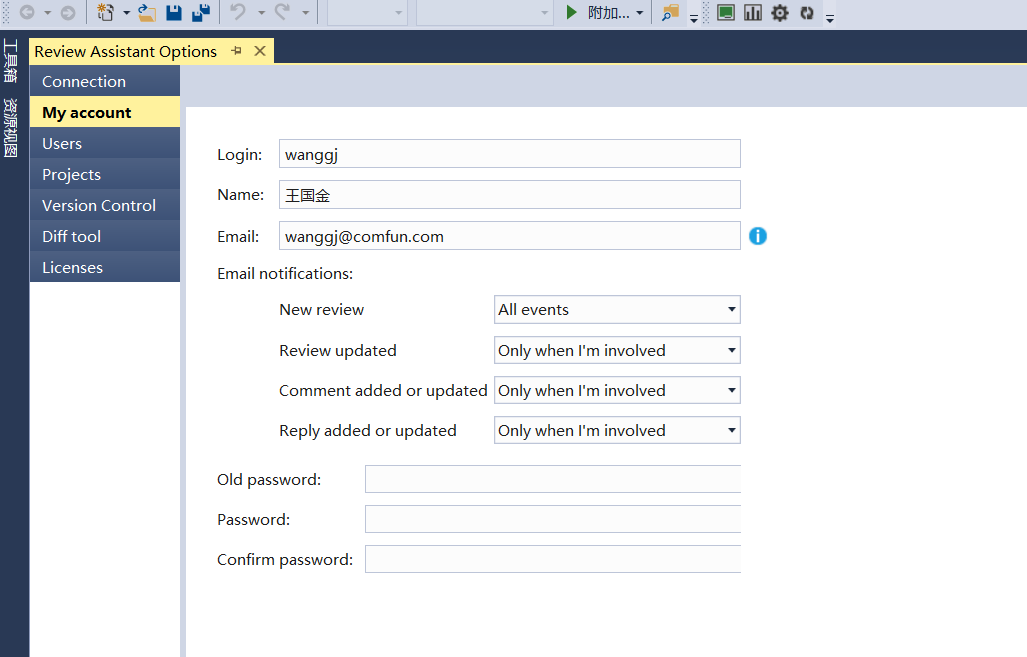 附加...
工具箱
资源视图
Review Assistant Options
Connection
My account
Users
Projects
Version Control
Diff tool
Licenses
Login: wanggj
Name: 王国金
Email: wanggj@comfun.com
Email notifications:
New review All events
Review updated Only when I'm involved
Comment added or updated Only when I'm involved
Reply added or updated Only when I'm involved
Old password:
Password:
Confirm password: